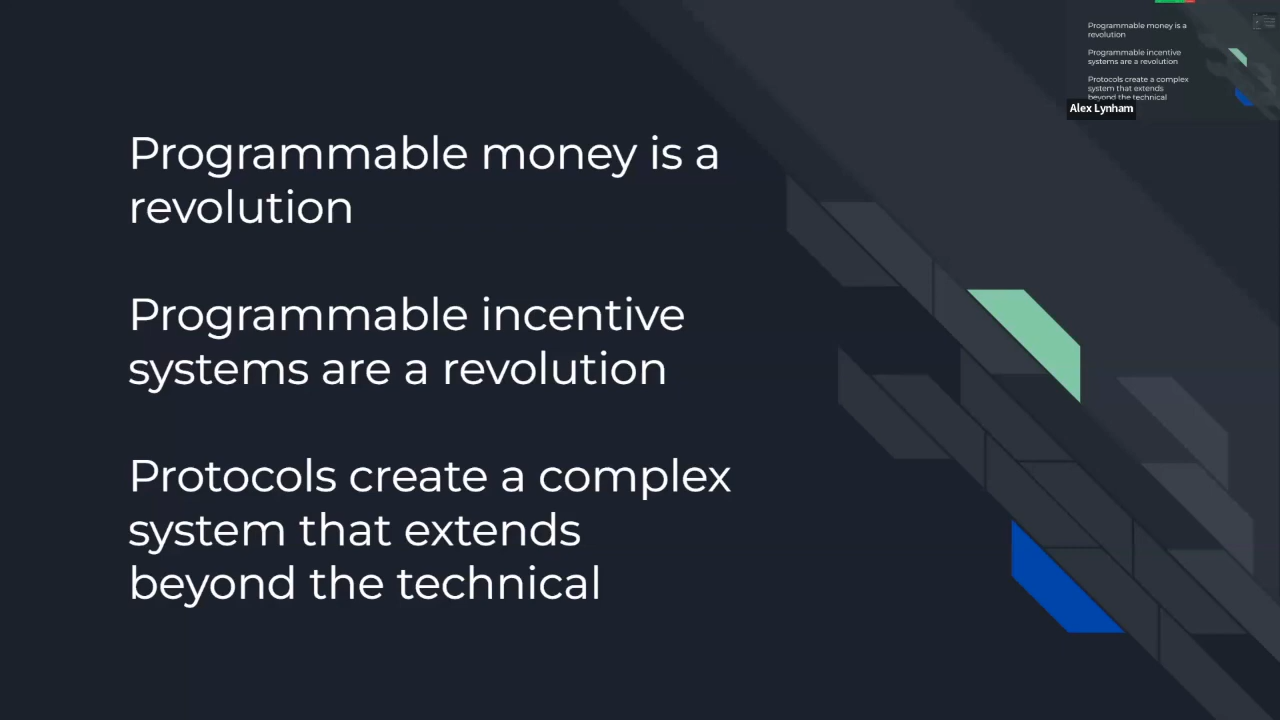 Programmable money is a
revolution
Programmable incentive
systems are a revolution
Protocols create a complex
system that extends
beyond the technical
Programmable money is a
revolution
Programmable incentive
systems are a revolution
Protocols create a complex
system that extends
beyond the technical
Alex Lynham